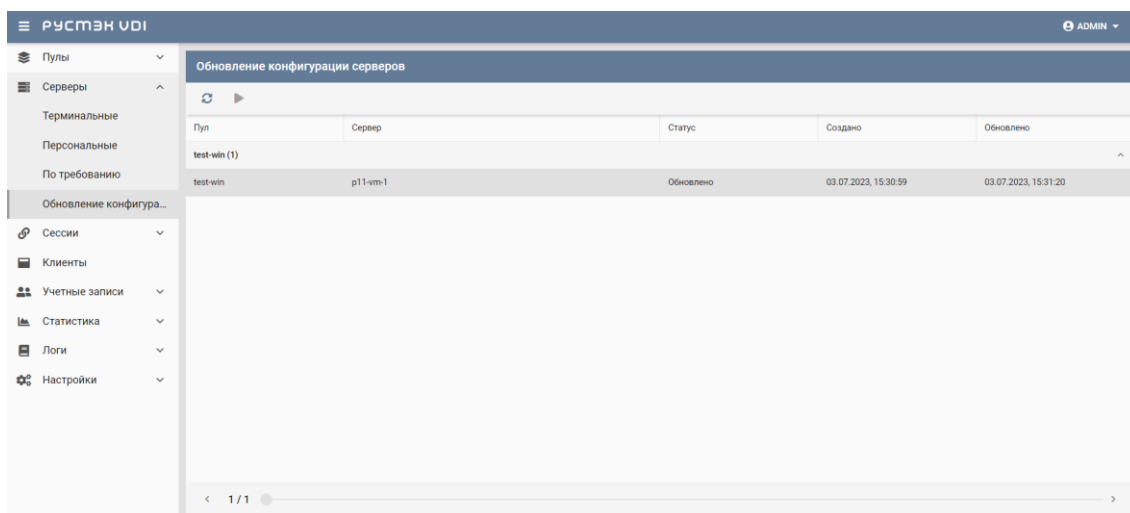 РУСТЭК VDI
ADMIN
Пулы
Серверы
Терминальные
Персональные
По требованию
Обновление конфигура...
Сессии
Клиенты
Учетные записи
Статистика
Логи
Настройки
Обновление конфигурации серверов
Пул Сервер Статус Создано Обновлено
test-win (1)
test-win p11-vm-1 Обновлено 03.07.2023, 15:30:59 03.07.2023, 15:31:20
1 / 1